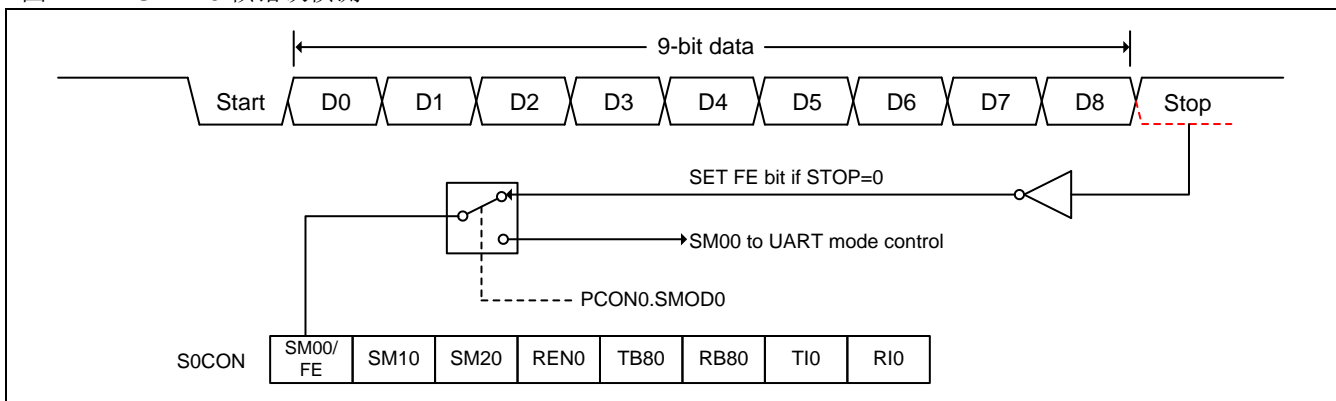 9-bit data
Start D0 D1 D2 D3 D4 D5 D6 D7 D8 Stop
SET FE bit if STOP=0
SM00 to UART mode control
PCON0.SMOD0
S0CON SM00/FE SM10 SM20 REN0 TB80 RB80 TI0 RI0